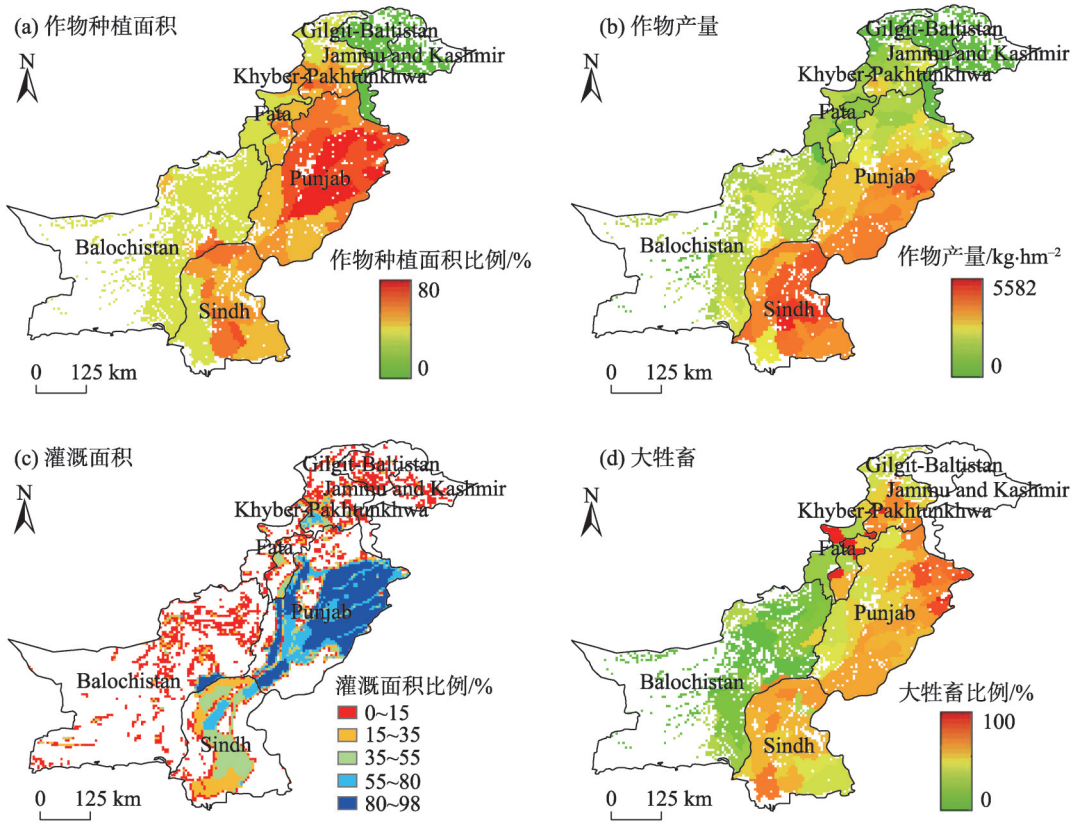 (a) 作物种植面积
N
Gilgit-Baltistan
Jammu and Kashmir
Khyber-Pakhtunkhwa
Fata
Punjab
Balochistan
Sindh
作物种植面积比例/%
80
0
0 125 km
(b) 作物产量
N
Gilgit-Baltistan
Jammu and Kashmir
Khyber-Pakhtunkhwa
Fata
Punjab
Balochistan
Sindh
作物产量/kg·hm⁻²
5582
0
0 125 km
(c) 灌溉面积
N
Gilgit-Baltistan
Jammu and Kashmir
Khyber-Pakhtunkhwa
Fata
Punjab
Balochistan
Sindh
灌溉面积比例/%
0~15
15~35
35~55
55~80
80~98
0 125 km
(d) 大牲畜
N
Gilgit-Baltistan
Jammu and Kashmir
Khyber-Pakhtunkhwa
Fata
Punjab
Balochistan
Sindh
大牲畜比例/%
100
0
0 125 km